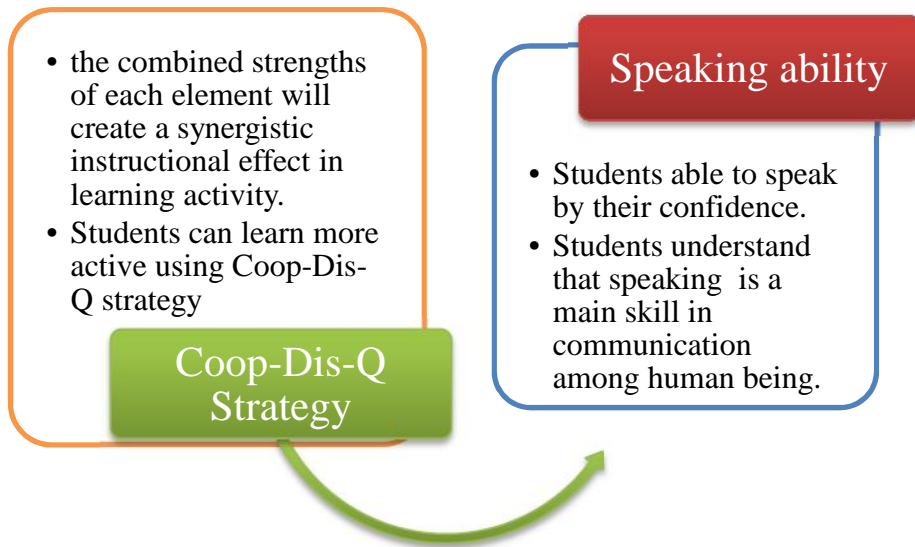 • the combined strengths
of each element will
create a synergistic
instructional effect in
learning activity.
• Students can learn more
active using Coop-Dis-
Q strategy
Coop-Dis-Q
Strategy
Speaking ability
• Students able to speak
by their confidence.
• Students understand
that speaking is a
main skill in
communication
among human being.